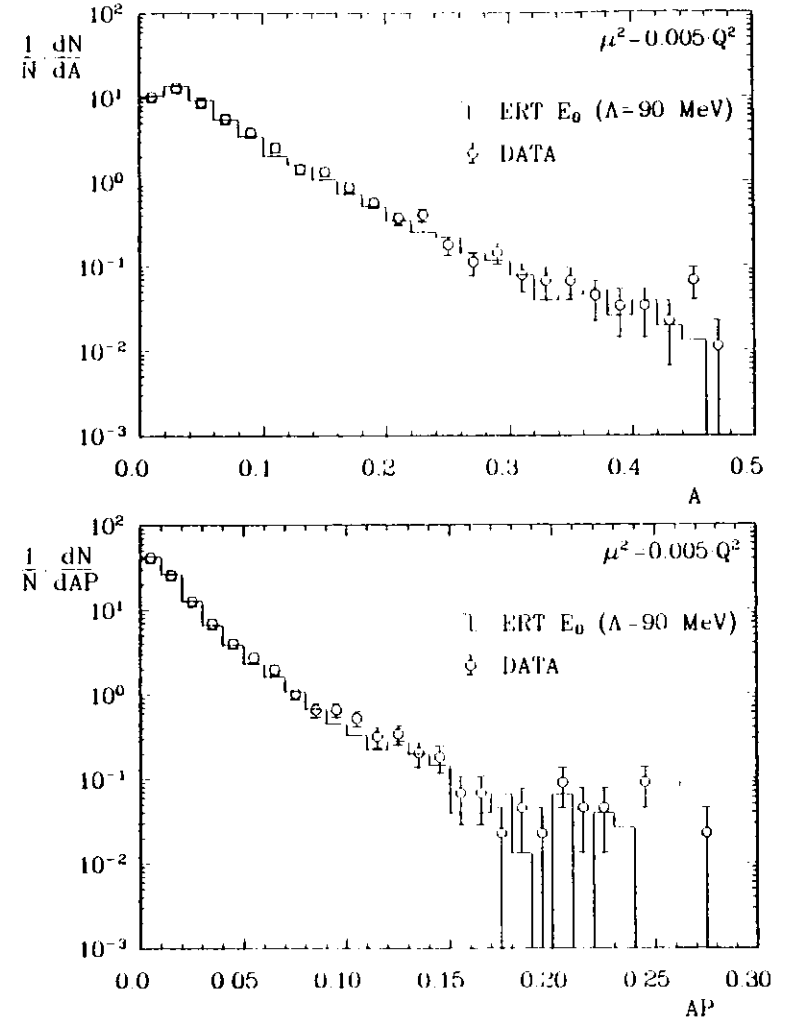 10² μ²-0.005·Q²
1/N · dN/dA
10¹ ERT E₀ (Λ=90 MeV)
DATA
10⁰
10⁻¹
10⁻²
10⁻³
0.0 0.1 0.2 0.3 0.4 0.5
A
10² μ²-0.005·Q²
1/N · dN/dAP
10¹ ERT E₀ (Λ-90 MeV)
DATA
10⁰
10⁻¹
10⁻²
10⁻³
0.0 0.05 0.10 0.15 0.20 0.25 0.30
AP